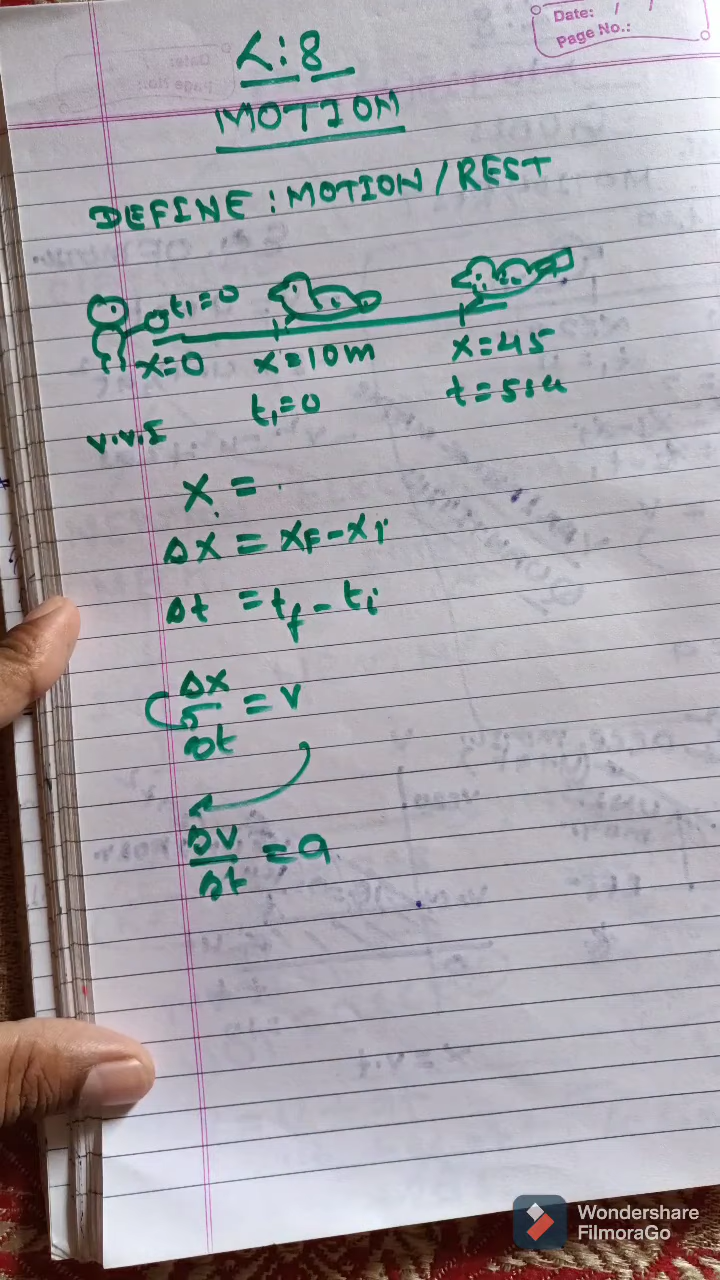 Date: / /
Page No.:
L:8
MOTION
DEFINE : MOTION / REST
t₁=0
x=0 x=10m x=45
t₁=0
V.V.I
x =
Δx = xF-xi
Δt = tf - ti
Δx/Δt = v
Δv/Δt = a
Wondershare
FilmoraGo